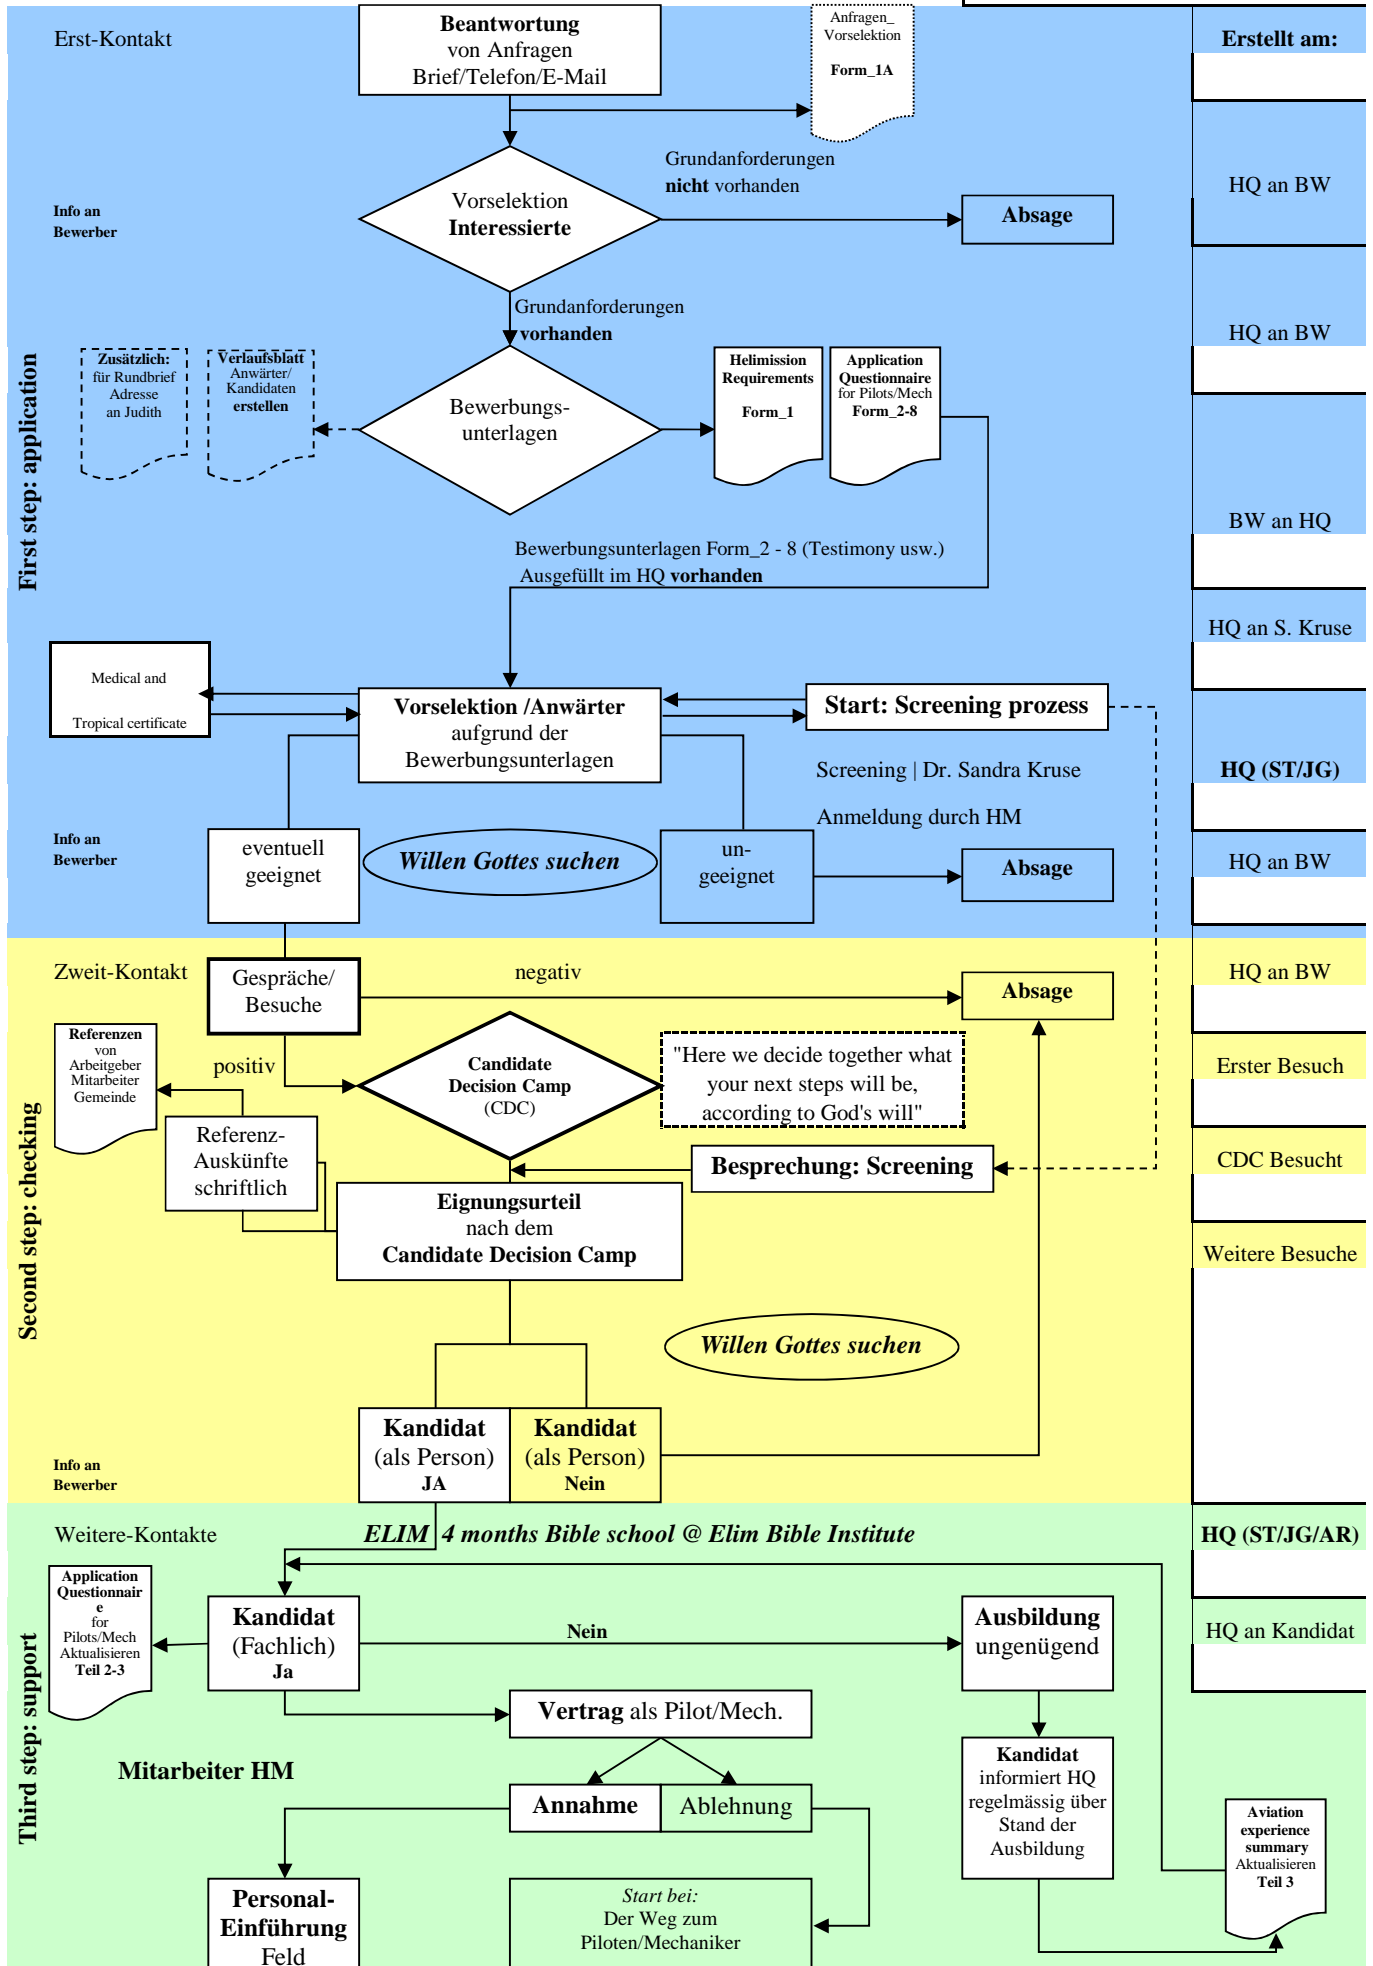 Erst-Kontakt
Beantwortung
von Anfragen
Brief/Telefon/E-Mail
Anfragen_
Vorselektion
Form_1A
Erstellt am:
Grundanforderungen
nicht vorhanden
HQ an BW
Vorselektion
Interessierte
Info an
Bewerber
Absage
Grundanforderungen
vorhanden
HQ an BW
First step: application
Zusätzlich:
für Rundbrief
Adresse
an Judith
Verlaufsblatt
Anwärter/
Kandidaten
erstellen
Bewerbungs-
unterlagen
Helimission
Requirements
Form_1
Application
Questionnaire
for Pilots/Mech
Form_2-8
BW an HQ
Bewerbungsunterlagen Form_2 - 8 (Testimony usw.)
Ausgefüllt im HQ vorhanden
HQ an S. Kruse
Medical and
Tropical certificate
Vorselektion /Anwärter
aufgrund der
Bewerbungsunterlagen
Start: Screening prozess
Screening | Dr. Sandra Kruse
HQ (ST/JG)
Anmeldung durch HM
Info an
Bewerber
eventuell
geeignet
Willen Gottes suchen
un-
geeignet
Absage
HQ an BW
Zweit-Kontakt
Gespräche/
Besuche
negativ
Absage
HQ an BW
Second step: checking
Referenzen
von
Arbeitgeber
Mitarbeiter
Gemeinde
positiv
Candidate
Decision Camp
(CDC)
"Here we decide together what
your next steps will be,
according to God's will"
Erster Besuch
Referenz-
Auskünfte
schriftlich
Besprechung: Screening
CDC Besucht
Eignungsurteil
nach dem
Candidate Decision Camp
Weitere Besuche
Willen Gottes suchen
Kandidat
(als Person)
JA
Kandidat
(als Person)
Nein
Info an
Bewerber
Weitere-Kontakte
ELIM 4 months Bible school @ Elim Bible Institute
HQ (ST/JG/AR)
Third step: support
Application
Questionnair
e
for
Pilots/Mech
Aktualisieren
Teil 2-3
Kandidat
(Fachlich)
Ja
Nein
Ausbildung
ungenügend
HQ an Kandidat
Vertrag als Pilot/Mech.
Mitarbeiter HM
Annahme
Ablehnung
Kandidat
informiert HQ
regelmässig über
Stand der
Ausbildung
Aviation
experience
summary
Aktualisieren
Teil 3
Personal-
Einführung
Feld
Start bei:
Der Weg zum
Piloten/Mechaniker